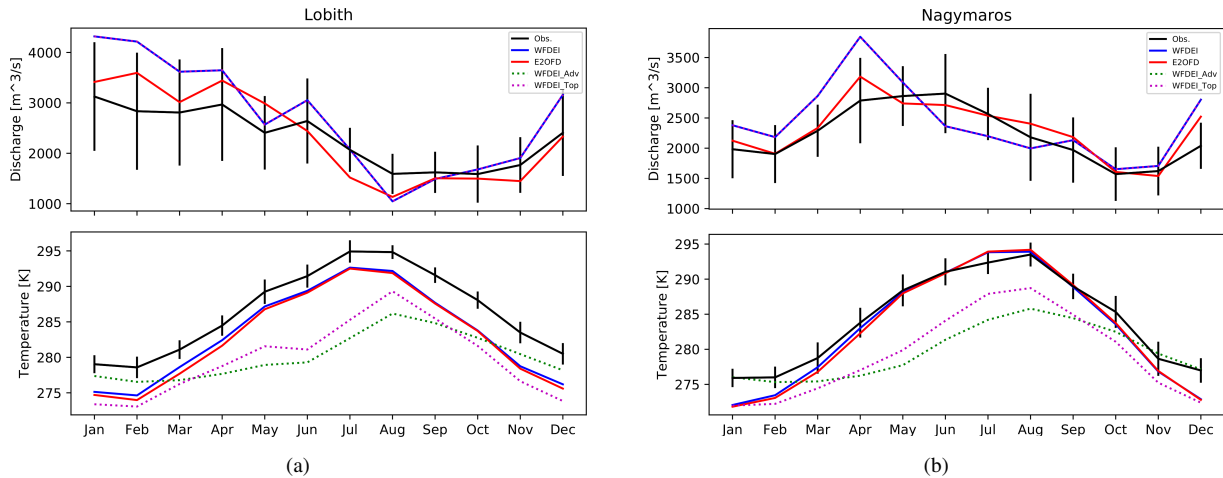 Lobith
Discharge [m^3/s]
4000
3000
2000
1000
Obs.
WFDEI
E2OFD
WFDEI_Adv
WFDEI_Top
Temperature [K]
295
290
285
280
275
Jan Feb Mar Apr May Jun Jul Aug Sep Oct Nov Dec
(a)
Nagymaros
Discharge [m^3/s]
3500
3000
2500
2000
1500
1000
Obs.
WFDEI
E2OFD
WFDEI_Adv
WFDEI_Top
Temperature [K]
295
290
285
280
275
Jan Feb Mar Apr May Jun Jul Aug Sep Oct Nov Dec
(b)